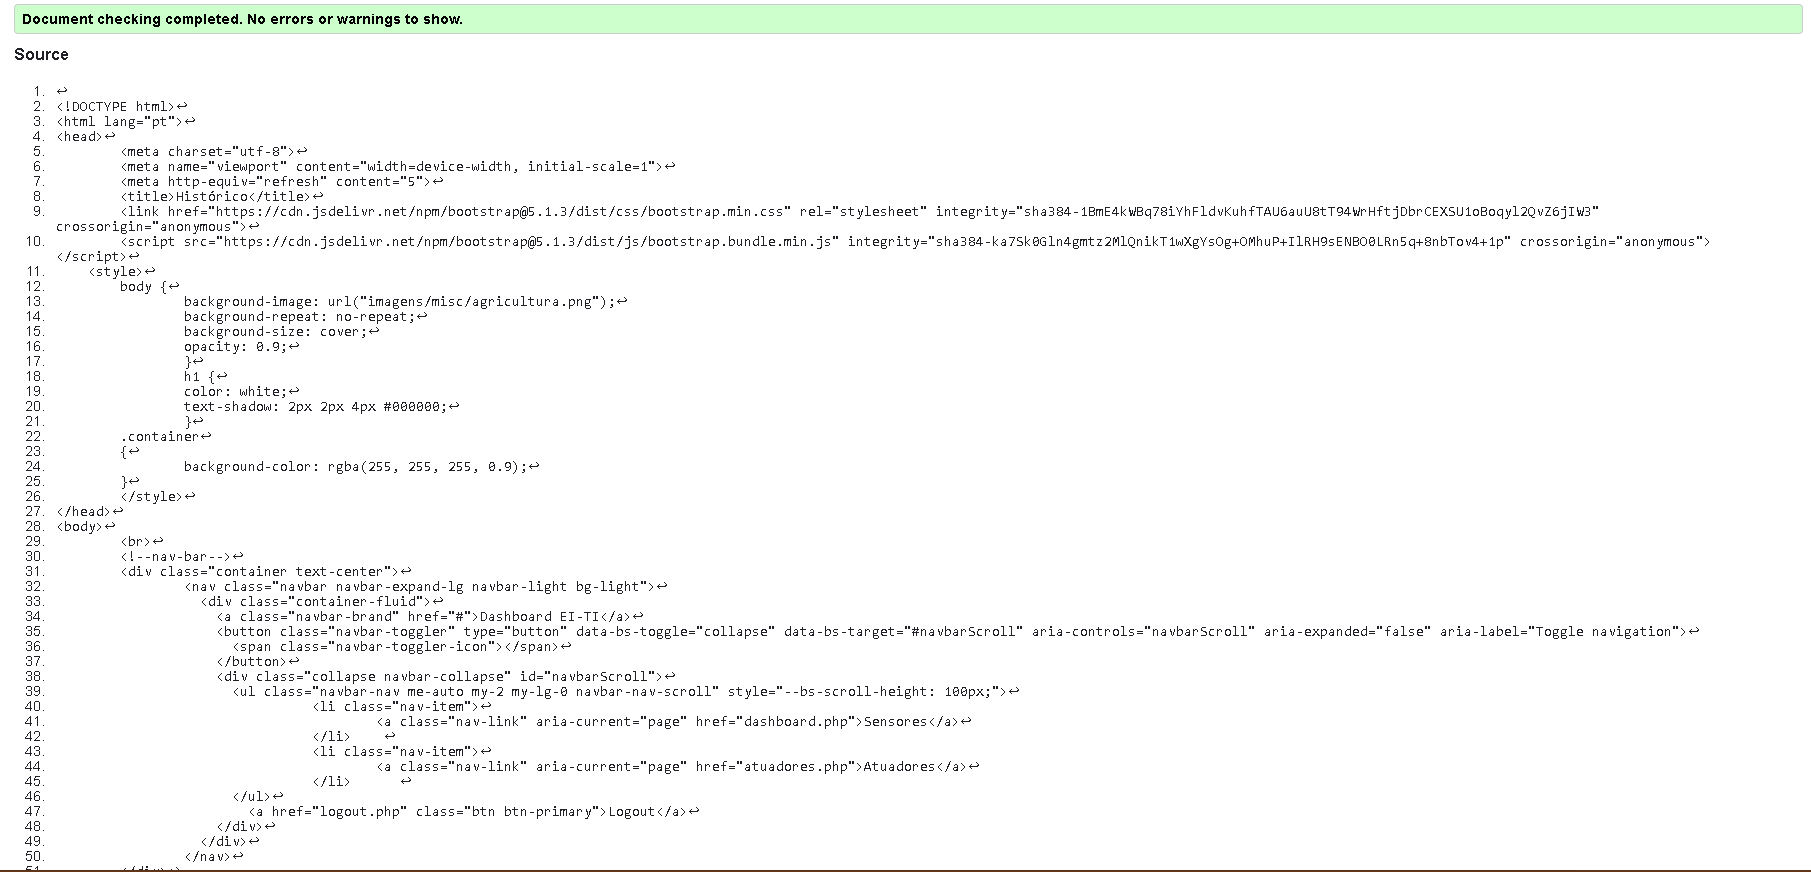 Document checking completed. No errors or warnings to show.
Source
1. ↩
2. <!DOCTYPE html>↩
3. <html lang="pt">↩
4. <head>↩
5. <meta charset="utf-8">↩
6. <meta name="viewport" content="width=device-width, initial-scale=1">↩
7. <meta http-equiv="refresh" content="5">↩
8. <title>Histórico</title>↩
9. <link href="https://cdn.jsdelivr.net/npm/bootstrap@5.1.3/dist/css/bootstrap.min.css" rel="stylesheet" integrity="sha384-1BmE4kWBq78iYhFldvKuhfTAU6auU8tT94WrHftjDbrCEXSU1oBoqyl2QvZ6jIW3"
crossorigin="anonymous">↩
10. <script src="https://cdn.jsdelivr.net/npm/bootstrap@5.1.3/dist/js/bootstrap.bundle.min.js" integrity="sha384-ka7Sk0Gln4gmtz2MlQnikT1wXgYsOg+OMhuP+IlRH9sENBO0LRn5q+8nbTov4+1p" crossorigin="anonymous">
</script>↩
11. <style>↩
12. body {↩
13. background-image: url("imagens/misc/agricultura.png");↩
14. background-repeat: no-repeat;↩
15. background-size: cover;↩
16. opacity: 0.9;↩
17. }↩
18. h1 {↩
19. color: white;↩
20. text-shadow: 2px 2px 4px #000000;↩
21. }↩
22. .container↩
23. {↩
24. background-color: rgba(255, 255, 255, 0.9);↩
25. }↩
26. </style>↩
27. </head>↩
28. <body>↩
29. <br>↩
30. <!--nav-bar-->↩
31. <div class="container text-center">↩
32. <nav class="navbar navbar-expand-lg navbar-light bg-light">↩
33. <div class="container-fluid">↩
34. <a class="navbar-brand" href="#">Dashboard EI-TI</a>↩
35. <button class="navbar-toggler" type="button" data-bs-toggle="collapse" data-bs-target="#navbarScroll" aria-controls="navbarScroll" aria-expanded="false" aria-label="Toggle navigation">↩
36. <span class="navbar-toggler-icon"></span>↩
37. </button>↩
38. <div class="collapse navbar-collapse" id="navbarScroll">↩
39. <ul class="navbar-nav me-auto my-2 my-lg-0 navbar-nav-scroll" style="--bs-scroll-height: 100px;">↩
40. <li class="nav-item">↩
41. <a class="nav-link" aria-current="page" href="dashboard.php">Sensores</a>↩
42. </li> ↩
43. <li class="nav-item">↩
44. <a class="nav-link" aria-current="page" href="atuadores.php">Atuadores</a>↩
45. </li> ↩
46. </ul>↩
47. <a href="logout.php" class="btn btn-primary">Logout</a>↩
48. </div>↩
49. </div>↩
50. </nav>↩